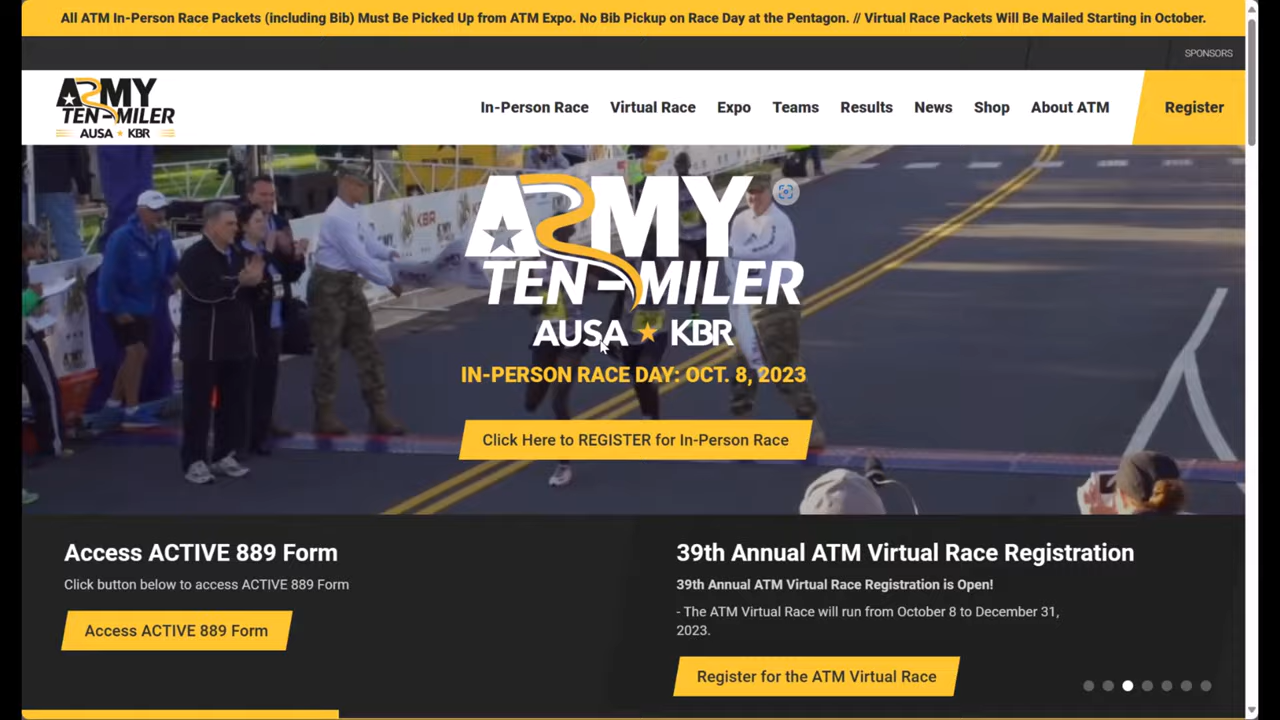 All ATM In-Person Race Packets (including Bib) Must Be Picked Up from ATM Expo. No Bib Pickup on Race Day at the Pentagon. // Virtual Race Packets Will Be Mailed Starting in October.
SPONSORS
ARMY
TEN-MILER
AUSA ★ KBR
In-Person Race Virtual Race Expo Teams Results News Shop About ATM Register
ARMY
TEN-MILER
AUSA ★ KBR
IN-PERSON RACE DAY: OCT. 8, 2023
Click Here to REGISTER for In-Person Race
Access ACTIVE 889 Form
Click button below to access ACTIVE 889 Form
Access ACTIVE 889 Form
39th Annual ATM Virtual Race Registration
39th Annual ATM Virtual Race Registration is Open!
- The ATM Virtual Race will run from October 8 to December 31,
2023.
Register for the ATM Virtual Race